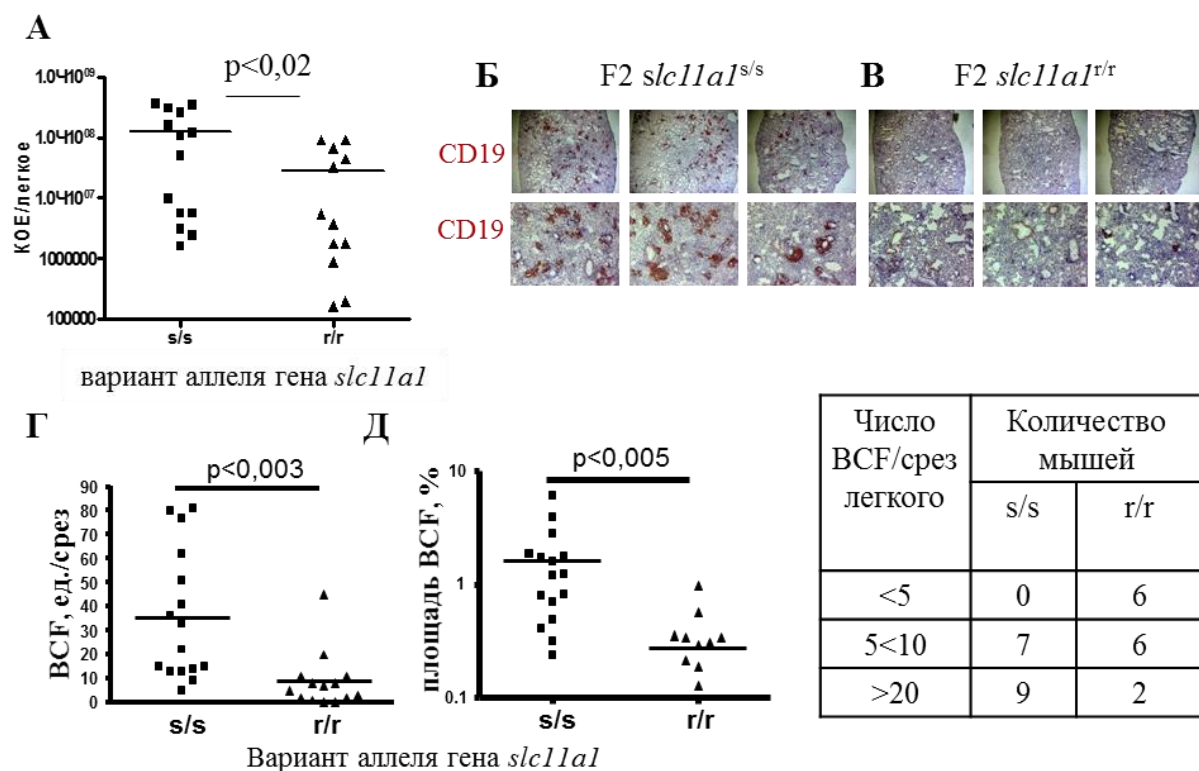 А
p<0,02
1.0Ч10⁰⁹
1.0Ч10⁰⁸
1.0Ч10⁰⁷
1000000
100000
КОЕ/легкое
s/s
r/r
вариант аллеля гена slc11a1
Б
F2 slc11a1ˢ/ˢ
В
F2 slc11a1ʳ/ʳ
CD19
CD19
Г
p<0,003
90
80
70
60
50
40
30
20
10
0
BCF, ед./срез
s/s
r/r
Д
p<0,005
10
1
0.1
площадь BCF, %
s/s
r/r
Вариант аллеля гена slc11a1
Число BCF/срез легкого
Количество мышей
s/s
r/r
<5
0
6
5<10
7
6
>20
9
2